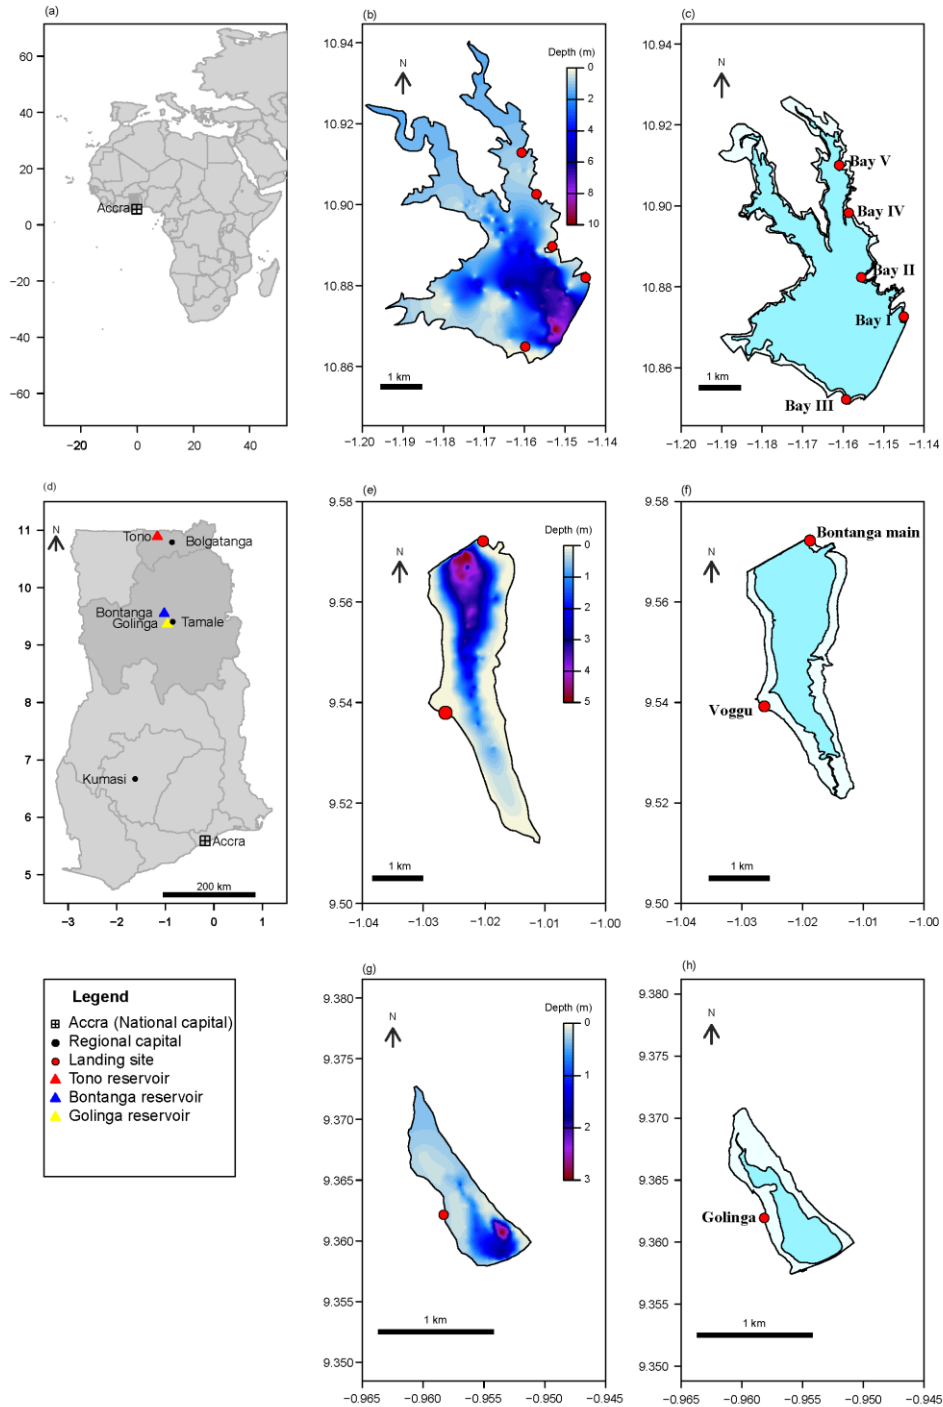 (a)
60
40
20
0
−20
−40
−60
−20
0
20
40
Accra
(b)
10.94
10.92
10.90
10.88
10.86
N
Depth (m)
0
2
4
6
8
10
1 km
−1.20
−1.19
−1.18
−1.17
−1.16
−1.15
−1.14
(c)
10.94
10.92
10.90
10.88
10.86
N
Bay V
Bay IV
Bay II
Bay I
Bay III
1 km
−1.20
−1.19
−1.18
−1.17
−1.16
−1.15
−1.14
(d)
11
10
9
8
7
6
5
N
Tono
Bolgatanga
Bontanga
Golinga
Tamale
Kumasi
Accra
200 km
−3
−2
−1
0
1
(e)
9.58
9.56
9.54
9.52
9.50
N
Depth (m)
0
1
2
3
4
5
1 km
−1.04
−1.03
−1.02
−1.01
−1.00
(f)
9.58
9.56
9.54
9.52
9.50
N
Bontanga main
Voggu
1 km
−1.04
−1.03
−1.02
−1.01
−1.00
Legend
Accra (National capital)
Regional capital
Landing site
Tono reservoir
Bontanga reservoir
Golinga reservoir
(g)
9.380
9.375
9.370
9.365
9.360
9.355
9.350
N
Depth (m)
0
1
2
3
1 km
−0.965
−0.960
−0.955
−0.950
−0.945
(h)
9.380
9.375
9.370
9.365
9.360
9.355
9.350
N
Golinga
1 km
−0.965
−0.960
−0.955
−0.950
−0.945